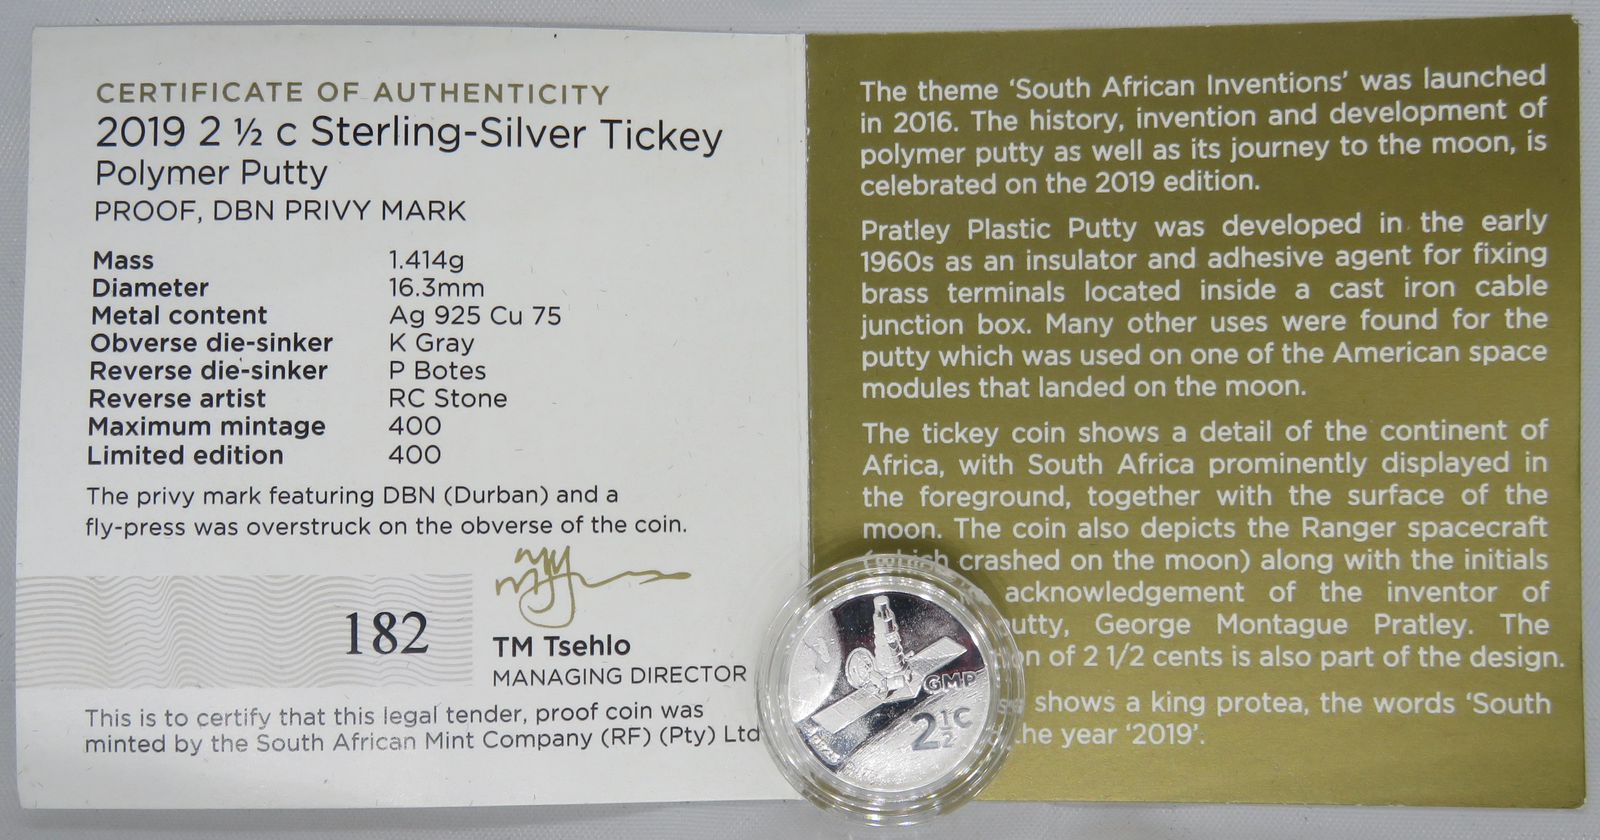 CERTIFICATE OF AUTHENTICITY
2019 2 ½ c Sterling-Silver Tickey
Polymer Putty
PROOF, DBN PRIVY MARK
Mass 1.414g
Diameter 16.3mm
Metal content Ag 925 Cu 75
Obverse die-sinker K Gray
Reverse die-sinker P Botes
Reverse artist RC Stone
Maximum mintage 400
Limited edition 400
The privy mark featuring DBN (Durban) and a
fly-press was overstruck on the obverse of the coin.
182
TM Tsehlo
MANAGING DIRECTOR
This is to certify that this legal tender, proof coin was
minted by the South African Mint Company (RF) (Pty) Ltd
The theme ‘South African Inventions’ was launched
in 2016. The history, invention and development of
polymer putty as well as its journey to the moon, is
celebrated on the 2019 edition.
Pratley Plastic Putty was developed in the early
1960s as an insulator and adhesive agent for fixing
brass terminals located inside a cast iron cable
junction box. Many other uses were found for the
putty which was used on one of the American space
modules that landed on the moon.
The tickey coin shows a detail of the continent of
Africa, with South Africa prominently displayed in
the foreground, together with the surface of the
moon. The coin also depicts the Ranger spacecraft
(which crashed on the moon) along with the initials
acknowledgement of the inventor of
utty, George Montague Pratley. The
n of 2 1/2 cents is also part of the design.
shows a king protea, the words ‘South
he year ‘2019’.
GMP
2½C